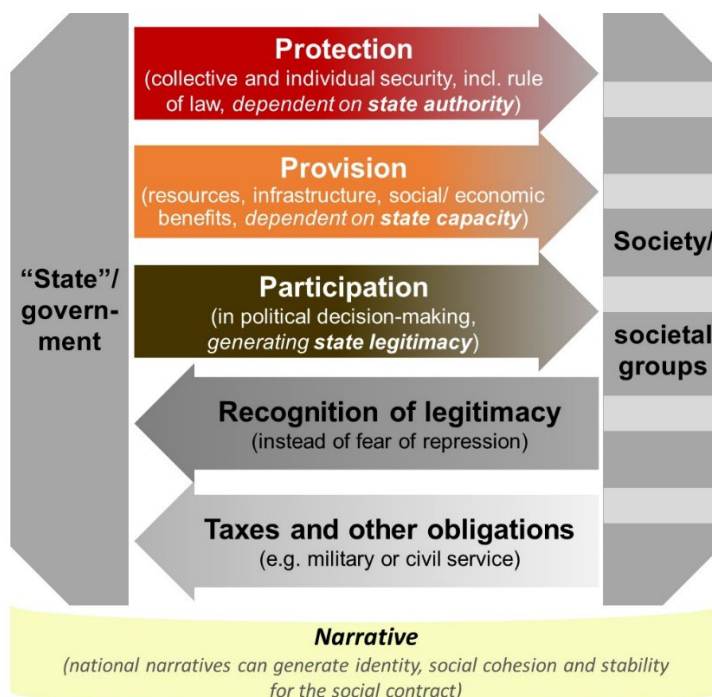 Protection
(collective and individual security, incl. rule
of law, dependent on state authority)
Provision
(resources, infrastructure, social/ economic
benefits, dependent on state capacity)
“State”/
govern-
ment
Participation
(in political decision-making,
generating state legitimacy)
Society/
societal
groups
Recognition of legitimacy
(instead of fear of repression)
Taxes and other obligations
(e.g. military or civil service)
Narrative
(national narratives can generate identity, social cohesion and stability
for the social contract)